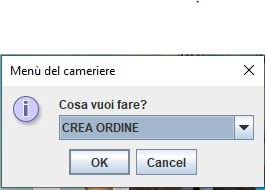 Menù del cameriere
Cosa vuoi fare?
CREA ORDINE
OK
Cancel